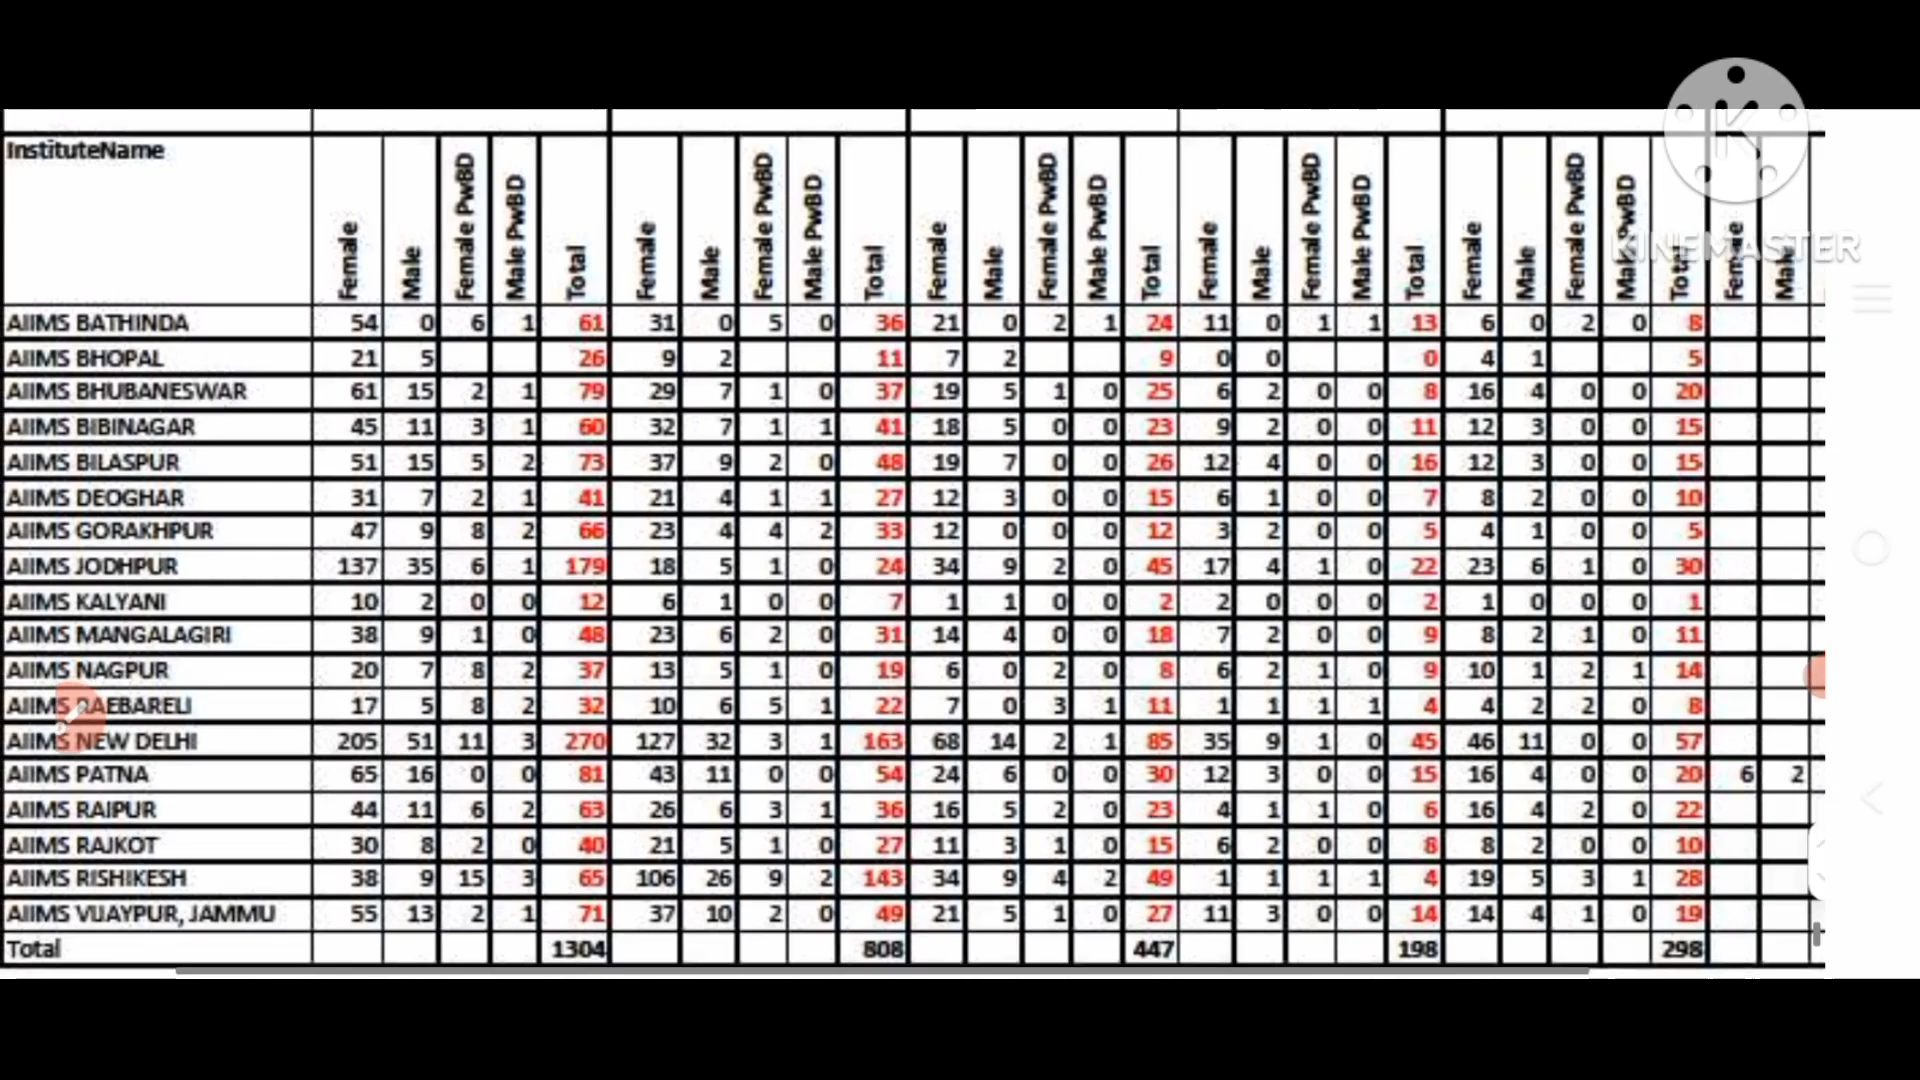 KINEMASTER
InstituteName Female Male Female PwBD Male PwBD Total Female Male Female PwBD Male PwBD Total Female Male Female PwBD Male PwBD Total Female Male Female PwBD Male PwBD Total Female Male Female PwBD Male PwBD Total Female Male
AIIMS BATHINDA 54 0 6 1 61 31 0 5 0 36 21 0 2 1 24 11 0 1 1 13 6 0 2 0 8
AIIMS BHOPAL 21 5 26 9 2 11 7 2 9 0 0 0 4 1 5
AIIMS BHUBANESWAR 61 15 2 1 79 29 7 1 0 37 19 5 1 0 25 6 2 0 0 8 16 4 0 0 20
AIIMS BIBINAGAR 45 11 3 1 60 32 7 1 1 41 18 5 0 0 23 9 2 0 0 11 12 3 0 0 15
AIIMS BILASPUR 51 15 5 2 73 37 9 2 0 48 19 7 0 0 26 12 4 0 0 16 12 3 0 0 15
AIIMS DEOGHAR 31 7 2 1 41 21 4 1 1 27 12 3 0 0 15 6 1 0 0 7 8 2 0 0 10
AIIMS GORAKHPUR 47 9 8 2 66 23 4 4 2 33 12 0 0 0 12 3 2 0 0 5 4 1 0 0 5
AIIMS JODHPUR 137 35 6 1 179 18 5 1 0 24 34 9 2 0 45 17 4 1 0 22 23 6 1 0 30
AIIMS KALYANI 10 2 0 0 12 6 1 0 0 7 1 1 0 0 2 2 0 0 0 2 1 0 0 0 1
AIIMS MANGALAGIRI 38 9 1 0 48 23 6 2 0 31 14 4 0 0 18 7 2 0 0 9 8 2 1 0 11
AIIMS NAGPUR 20 7 8 2 37 13 5 1 0 19 6 0 2 0 8 6 2 1 0 9 10 1 2 1 14
AIIMS RAEBARELI 17 5 8 2 32 10 6 5 1 22 7 0 3 1 11 1 1 1 1 4 4 2 2 0 8
AIIMS NEW DELHI 205 51 11 3 270 127 32 3 1 163 68 14 2 1 85 35 9 1 0 45 46 11 0 0 57
AIIMS PATNA 65 16 0 0 81 43 11 0 0 54 24 6 0 0 30 12 3 0 0 15 16 4 0 0 20 6 2
AIIMS RAIPUR 44 11 6 2 63 26 6 3 1 36 16 5 2 0 23 4 1 1 0 6 16 4 2 0 22
AIIMS RAJKOT 30 8 2 0 40 21 5 1 0 27 11 3 1 0 15 6 2 0 0 8 8 2 0 0 10
AIIMS RISHIKESH 38 9 15 3 65 106 26 9 2 143 34 9 4 2 49 1 1 1 1 4 19 5 3 1 28
AIIMS VIJAYPUR, JAMMU 55 13 2 1 71 37 10 2 0 49 21 5 1 0 27 11 3 0 0 14 14 4 1 0 19
Total 1304 808 447 198 298